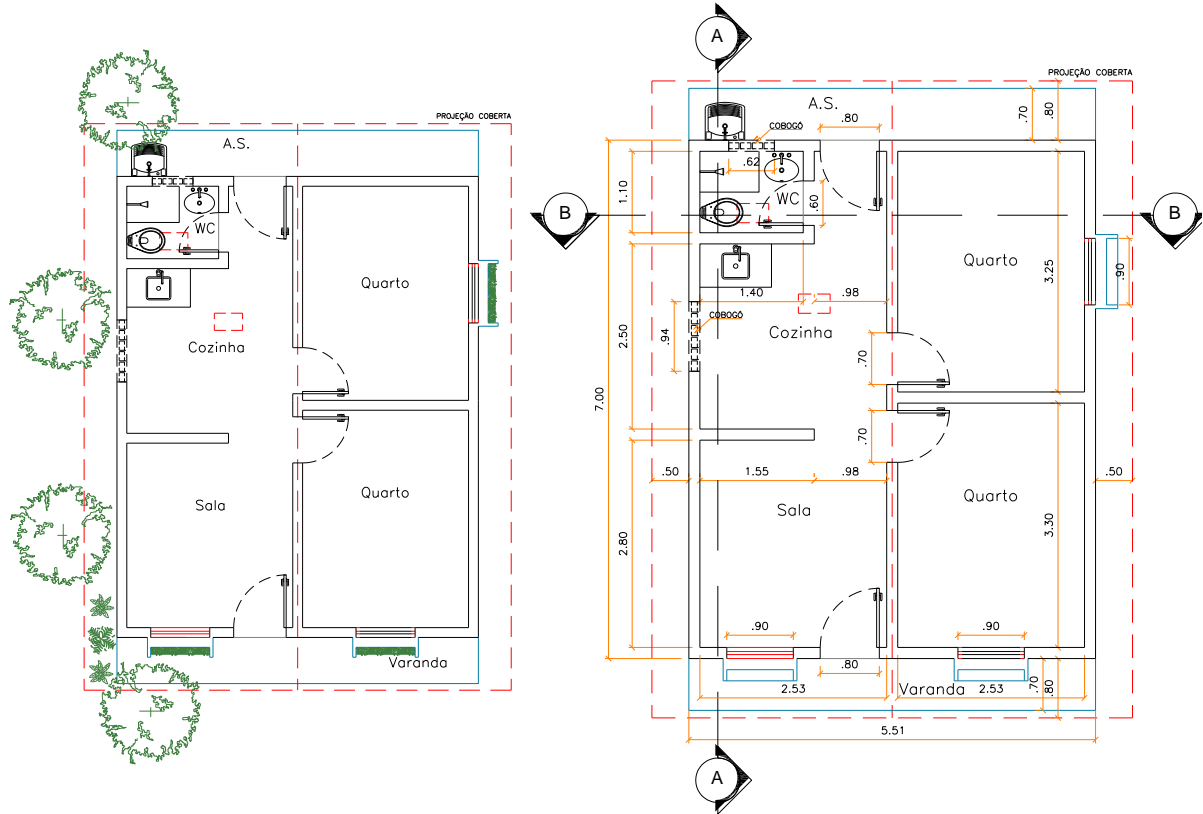 PROJEÇÃO COBERTA
A.S.
WC
Quarto
Cozinha
Quarto
Sala
Varanda
A
PROJEÇÃO COBERTA
A.S.
.80
.70
.80
COBOGÓ
.62
1.10
WC
.60
B
B
Quarto
3.25
.90
1.40
.98
COBOGÓ
Cozinha
.94
2.50
.70
7.00
.70
.50
1.55
.98
.50
Quarto
Sala
3.30
2.80
.90
.90
.80
2.53
Varanda
2.53
.70
.80
5.51
A